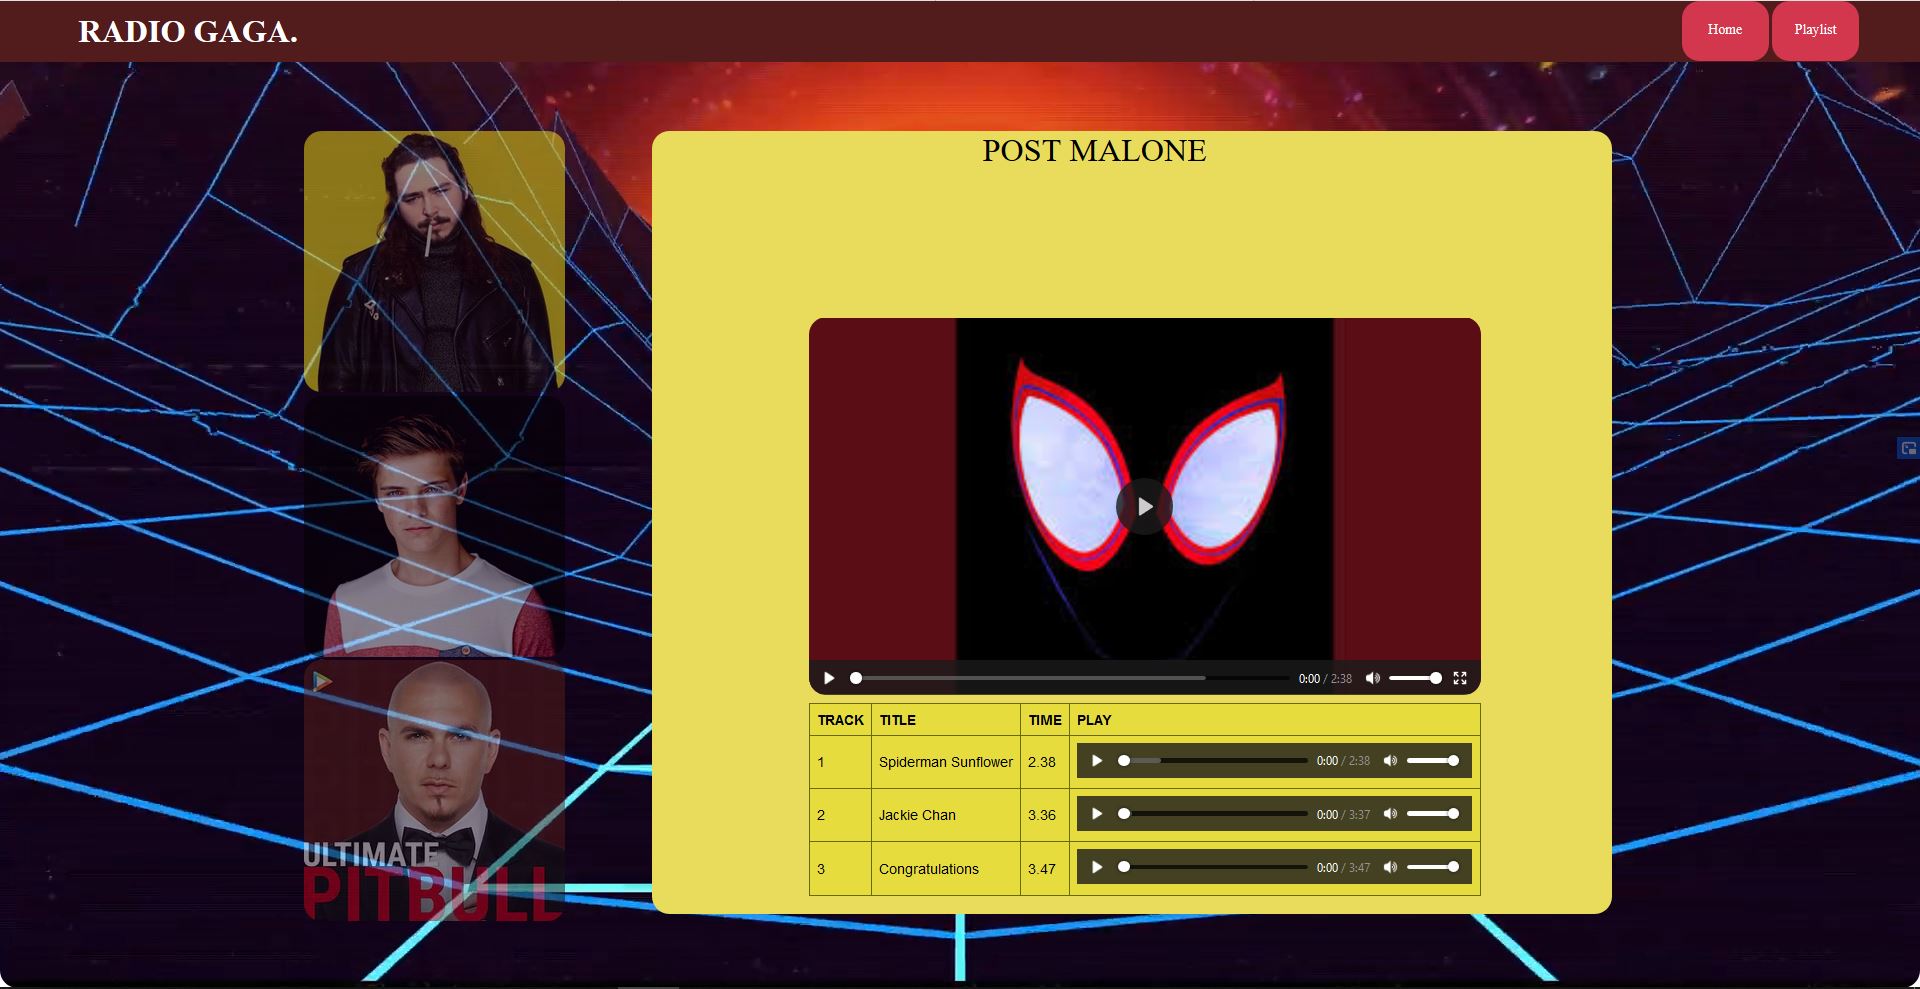 RADIO GAGA.
Home
Playlist
POST MALONE
0:00 / 2:38
TRACK TITLE TIME PLAY
1 Spiderman Sunflower 2.38 0:00 / 2:38
2 Jackie Chan 3.36 0:00 / 3:37
3 Congratulations 3.47 0:00 / 3:47
ULTIMATE
PITBULL